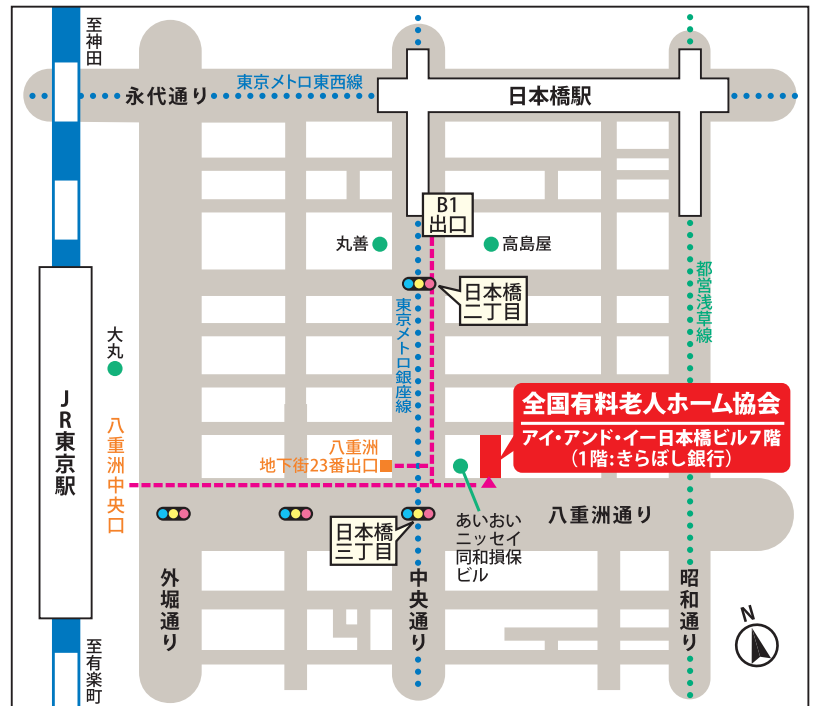 至神田
東京メトロ東西線
永代通り
日本橋駅
B1
出口
丸善
高島屋
日本橋
二丁目
都営浅草線
東京メトロ銀座線
大丸
JR東京駅
八重洲中央口
全国有料老人ホーム協会
アイ・アンド・イー日本橋ビル7階
(1階:きらぼし銀行)
八重洲
地下街23番出口
日本橋
三丁目
あいおい
ニッセイ
同和損保
ビル
八重洲通り
外堀通り
中央通り
昭和通り
N
至有楽町